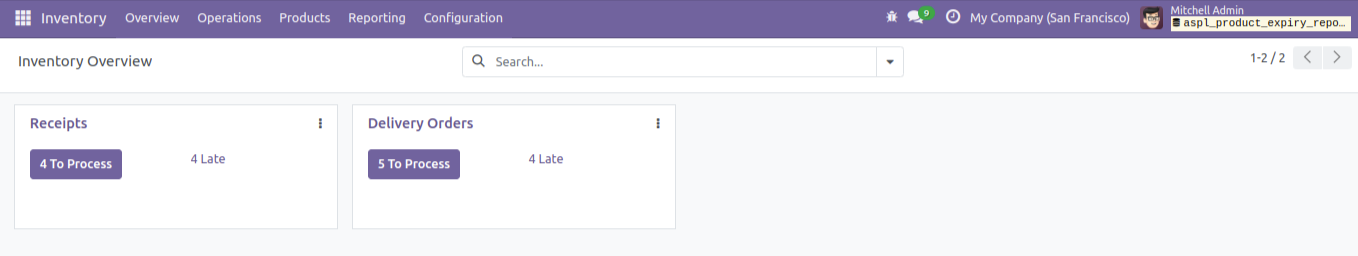 Inventory Overview Operations Products Reporting Configuration 9 My Company (San Francisco) Mitchell Admin
aspl_product_expiry_repo...
Inventory Overview Search... 1-2 / 2
Receipts Delivery Orders
4 To Process 4 Late 5 To Process 4 Late